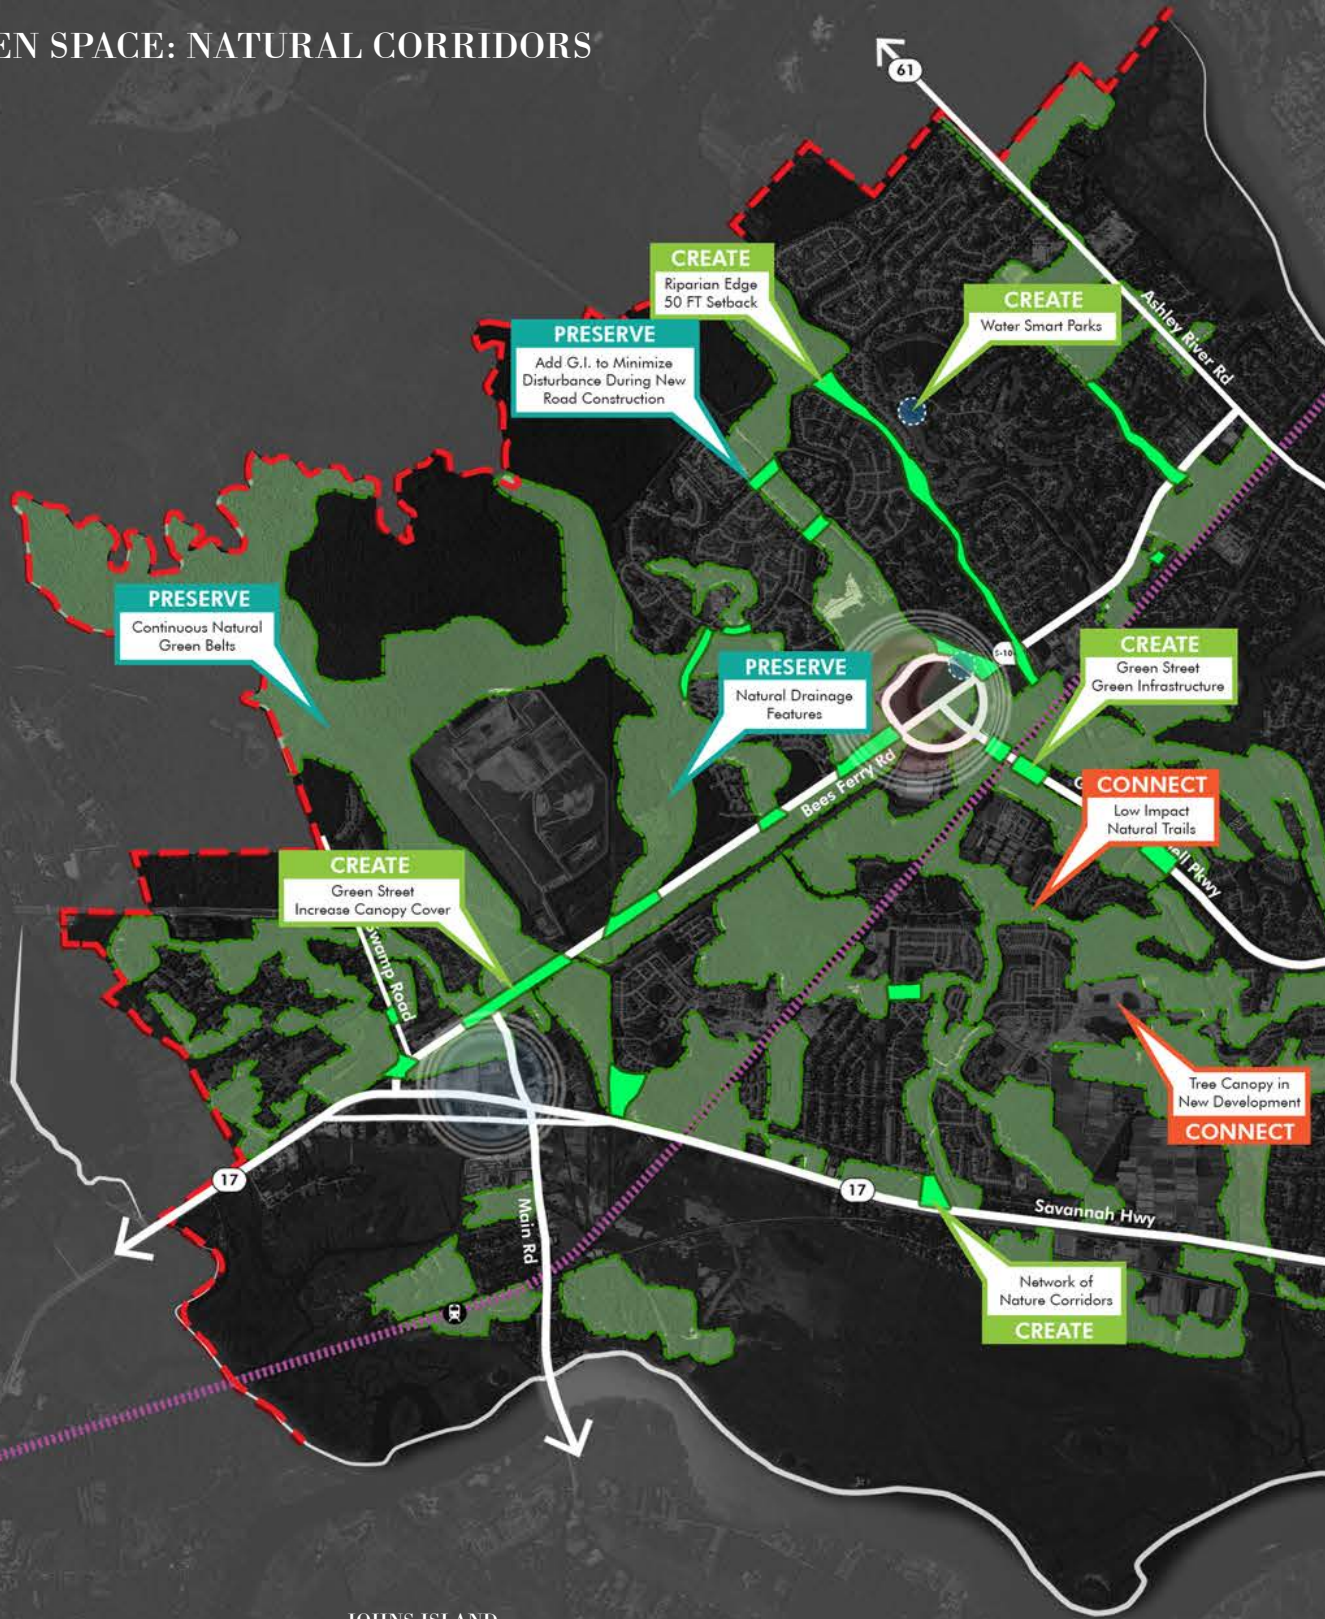 EN SPACE: NATURAL CORRIDORS
61
CREATE
Riparian Edge
50 FT Setback
CREATE
Water Smart Parks
Ashley River Rd
PRESERVE
Add G.I. to Minimize
Disturbance During New
Road Construction
PRESERVE
Continuous Natural
Green Belts
PRESERVE
Natural Drainage
Features
CREATE
Green Street
Green Infrastructure
Bees Ferry Rd
CONNECT
Low Impact
Natural Trails
ell Pkwy
CREATE
Green Street
Increase Canopy Cover
Swamp Road
Tree Canopy in
New Development
CONNECT
17
17
Savannah Hwy
Main Rd
Network of
Nature Corridors
CREATE
JOHNS ISLAND